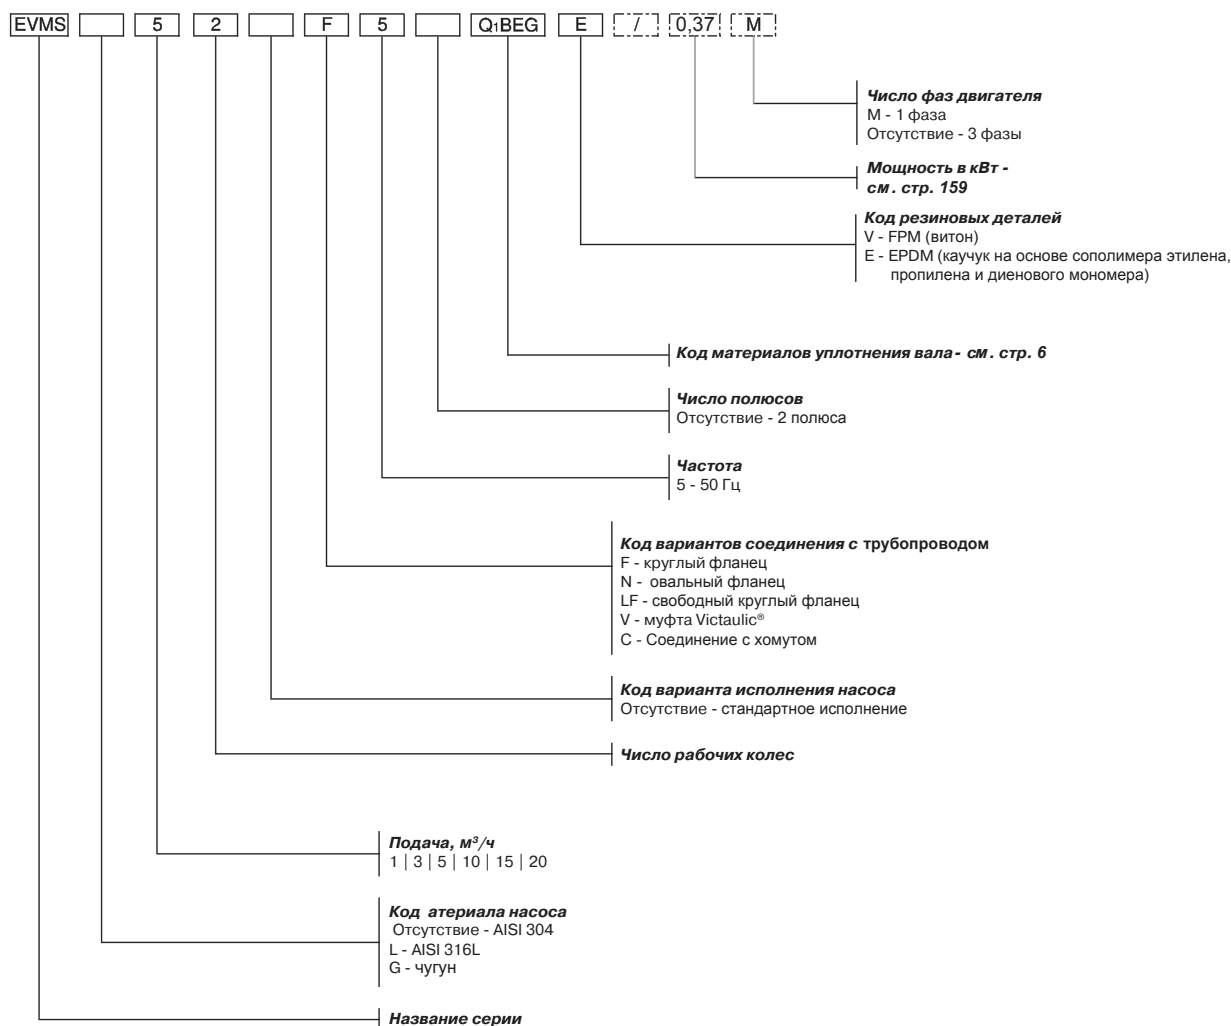 EVMS 5 2 F 5 Q1BEG E / 0,37 M
Число фаз двигателя
М - 1 фаза
Отсутствие - 3 фазы
Мощность в кВт -
см. стр. 159
Код резиновых деталей
V - FPM (витон)
E - EPDM (каучук на основе сополимера этилена,
пропилена и диенового мономера)
Код материалов уплотнения вала - см. стр. 6
Число полюсов
Отсутствие - 2 полюса
Частота
5 - 50 Гц
Код вариантов соединения с трубопроводом
F - круглый фланец
N - овальный фланец
LF - свободный круглый фланец
V - муфта Victaulic®
C - Соединение с хомутом
Код варианта исполнения насоса
Отсутствие - стандартное исполнение
Число рабочих колес
Подача, м³/ч
1 | 3 | 5 | 10 | 15 | 20
Код атериала насоса
Отсутствие - AISI 304
L - AISI 316L
G - чугун
Название серии